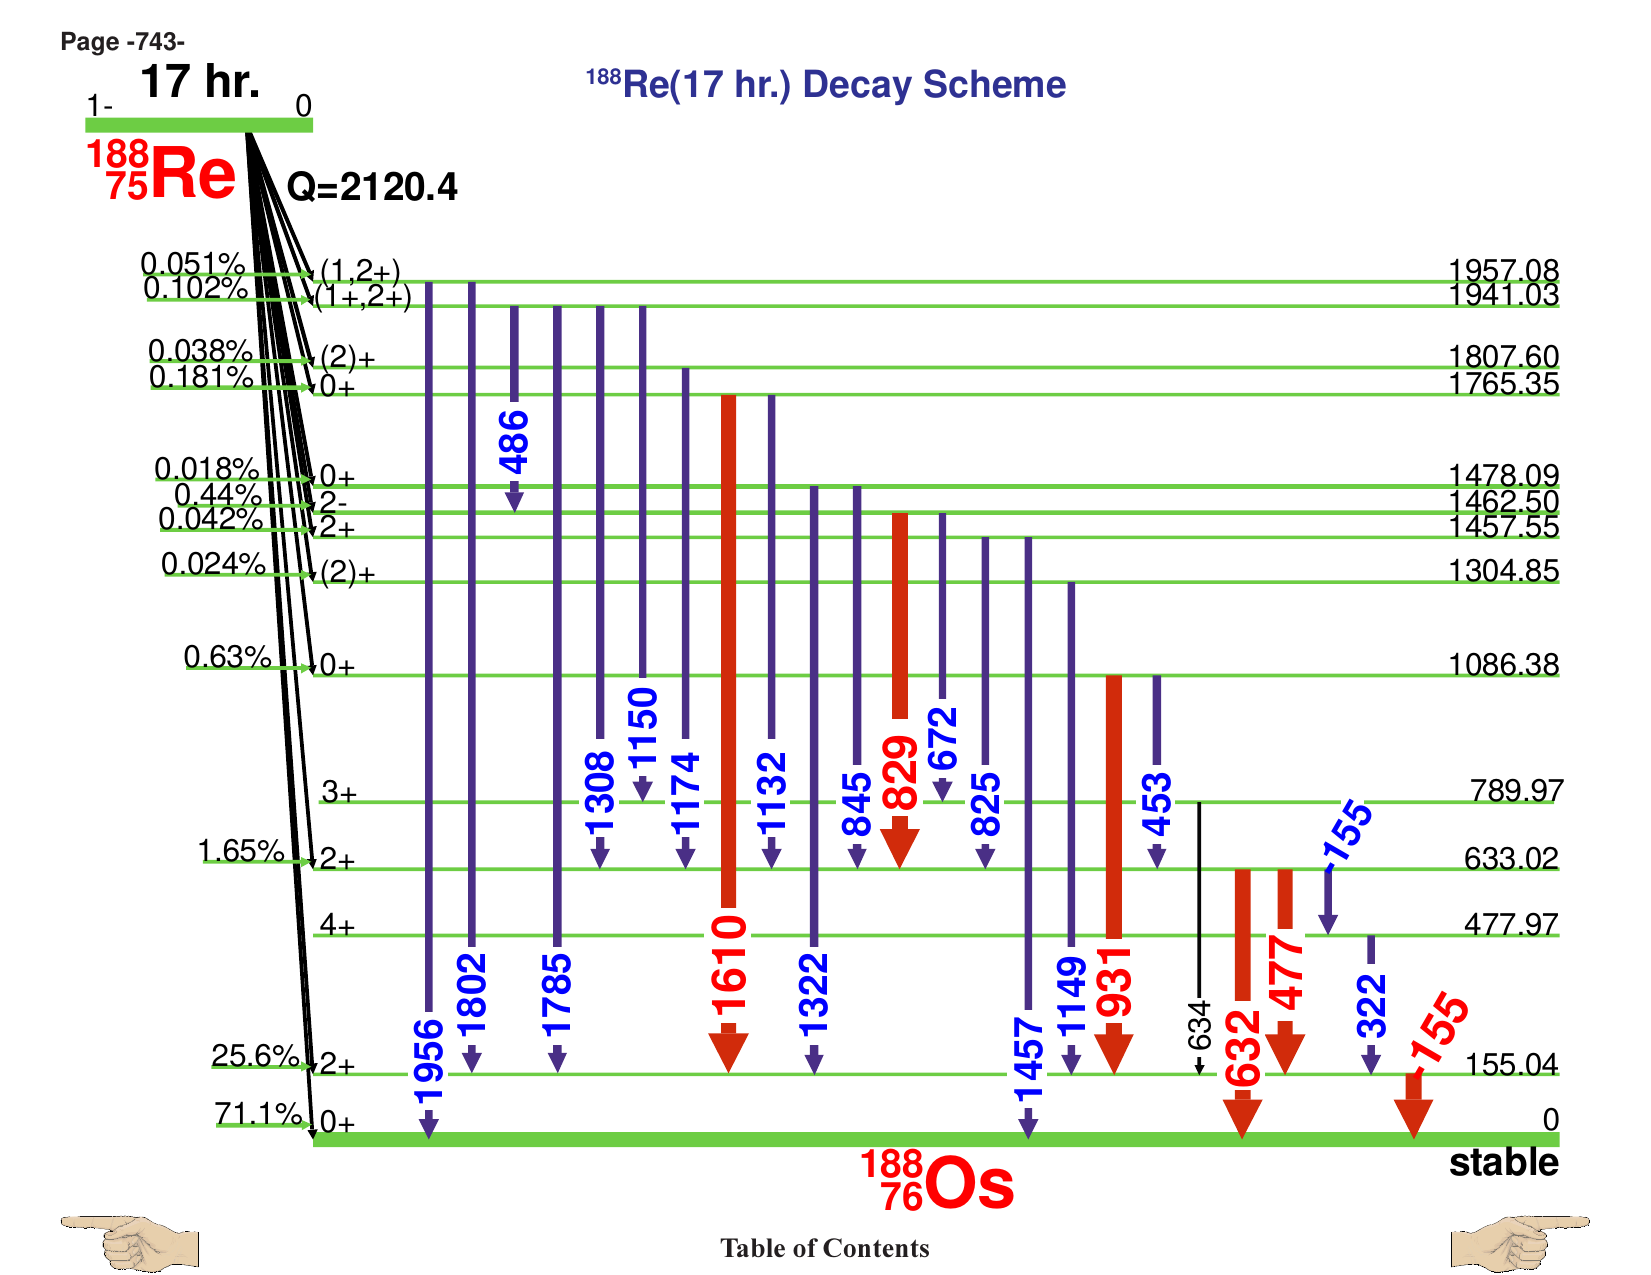 Page -743-
17 hr.
188Re(17 hr.) Decay Scheme
1- 0
188
75Re
Q=2120.4
0.051% (1,2+) 1957.08
0.102% (1+,2+) 1941.03
0.038% (2)+ 1807.60
0.181% 0+ 1765.35
0.018% 0+ 1478.09
0.44% 2- 1462.50
0.042% 2+ 1457.55
0.024% (2)+ 1304.85
0.63% 0+ 1086.38
3+ 789.97
1.65% 2+ 633.02
4+ 477.97
25.6% 2+ 155.04
71.1% 0+ 0
1956
1802
486
1785
1308
1150
1174
1610
1132
1322
845
829
672
825
1457
1149
931
453
634
632
477
-155
322
-155
stable
188
76Os
Table of Contents